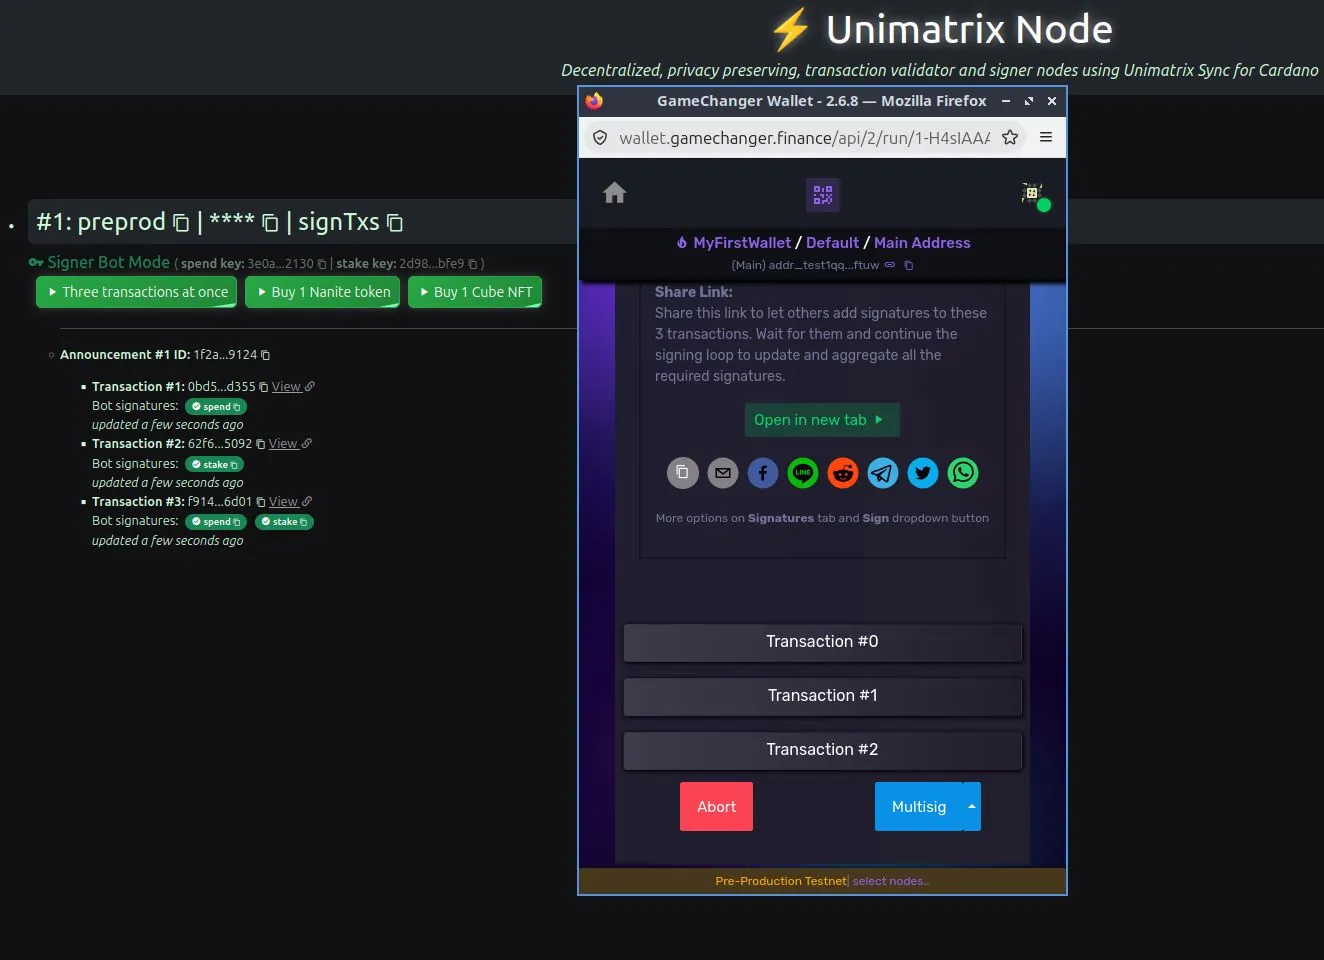 ⚡ Unimatrix Node
Decentralized, privacy preserving, transaction validator and signer nodes using Unimatrix Sync for Cardano
#1: preprod | **** | signTxs
Signer Bot Mode ( spend key: 3e0a...2130 | stake key: 2d98...bfe9 )
Three transactions at once
Buy 1 Nanite token
Buy 1 Cube NFT
Announcement #1 ID: 1f2a...9124
Transaction #1: 0bd5...d355 View
Bot signatures: spend
updated a few seconds ago
Transaction #2: 62f6...5092 View
Bot signatures: stake
updated a few seconds ago
Transaction #3: f914...6d01 View
Bot signatures: spend stake
updated a few seconds ago
GameChanger Wallet - 2.6.8 — Mozilla Firefox
wallet.gamechanger.finance/api/2/run/1-H4sIAAA
MyFirstWallet / Default / Main Address
(Main) addr_test1qq...ftuw
Share Link:
Share this link to let others add signatures to these
3 transactions. Wait for them and continue the
signing loop to update and aggregate all the
required signatures.
Open in new tab
LINE
More options on Signatures tab and Sign dropdown button
Transaction #0
Transaction #1
Transaction #2
Abort
Multisig
Pre-Production Testnet| select nodes..